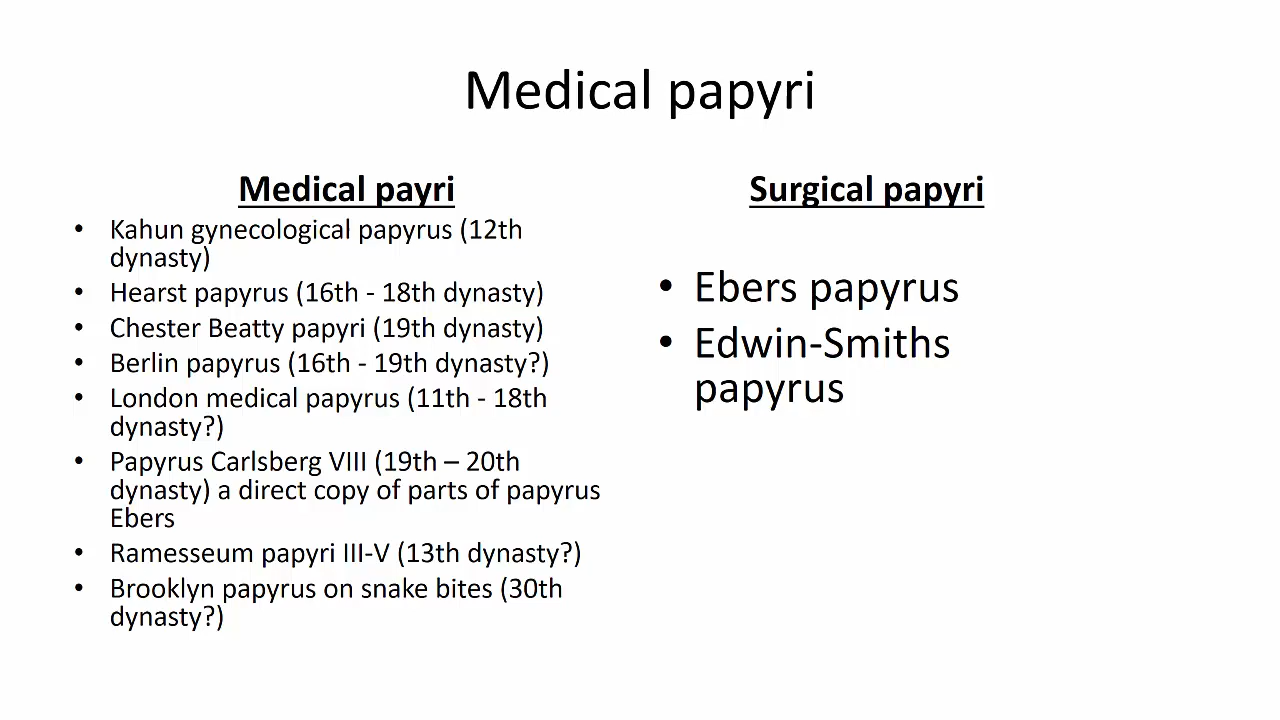 Medical papyri
Medical payri
• Kahun gynecological papyrus (12th
dynasty)
• Hearst papyrus (16th - 18th dynasty)
• Chester Beatty papyri (19th dynasty)
• Berlin papyrus (16th - 19th dynasty?)
• London medical papyrus (11th - 18th
dynasty?)
• Papyrus Carlsberg VIII (19th – 20th
dynasty) a direct copy of parts of papyrus
Ebers
• Ramesseum papyri III-V (13th dynasty?)
• Brooklyn papyrus on snake bites (30th
dynasty?)
Surgical papyri
• Ebers papyrus
• Edwin-Smiths
papyrus